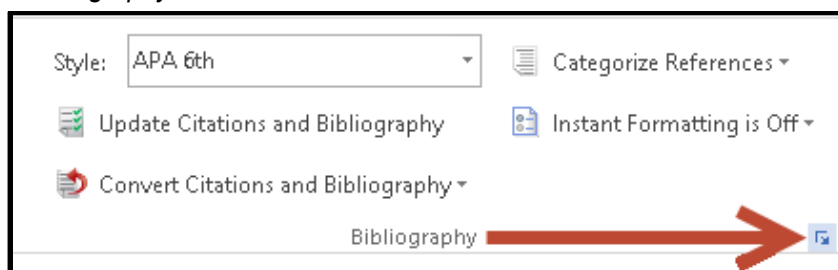 Style: APA 6th
Categorize References
Update Citations and Bibliography
Instant Formatting is Off
Convert Citations and Bibliography
Bibliography